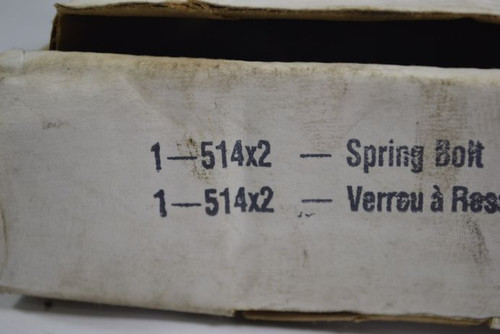 1—514x2 — Spring Bolt
1—514x2 — Verrou à Ress